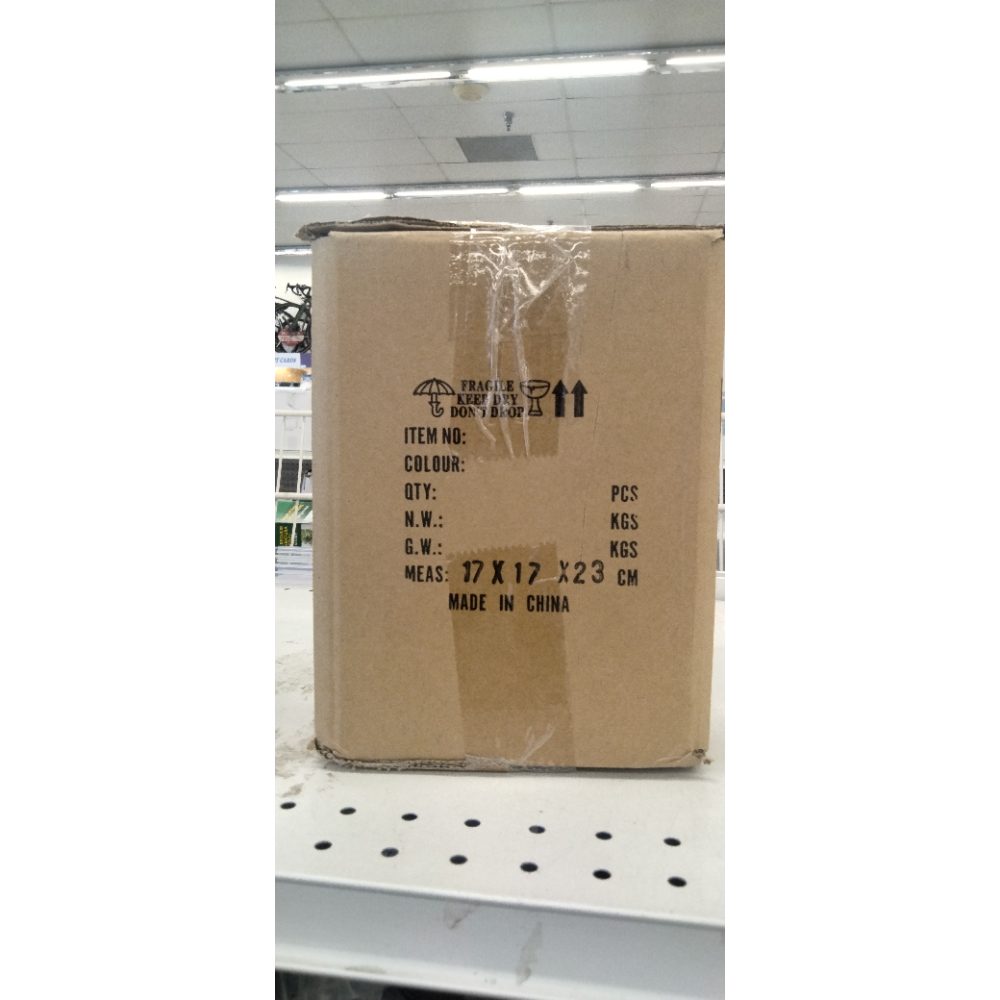 FRAGILE
KEEP DRY
DON'T DROP
ITEM NO:
COLOUR:
QTY: PCS
N.W.: KGS
G.W.: KGS
MEAS: 17 X 17 X23 CM
MADE IN CHINA